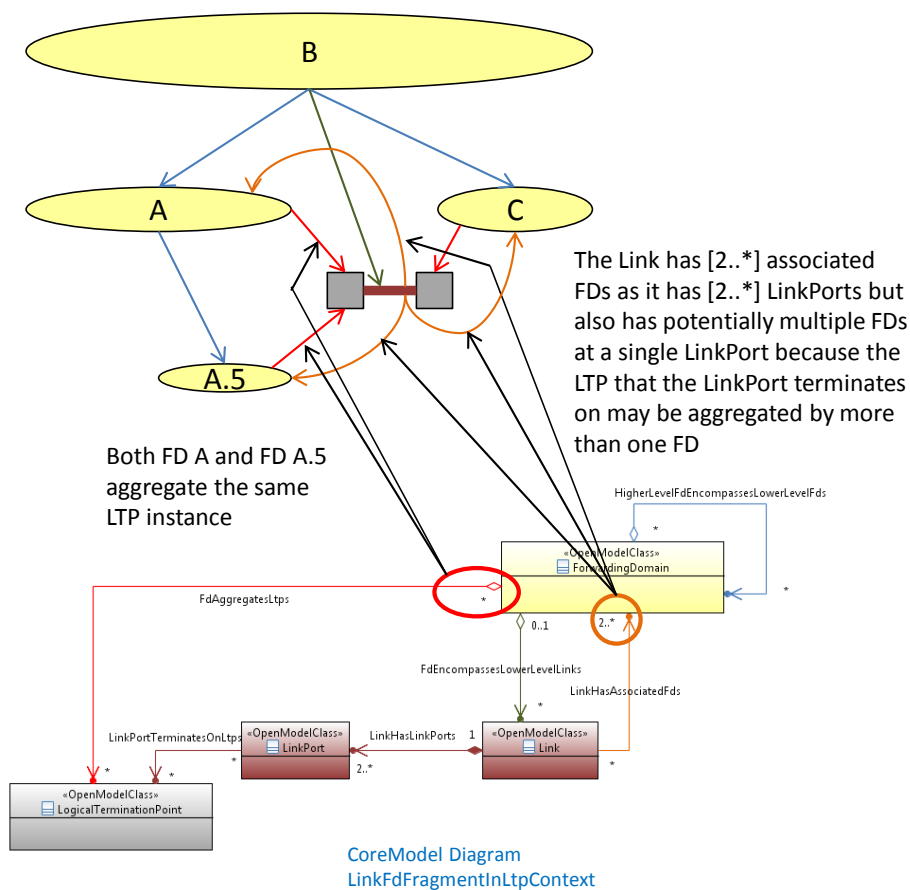 B
A
C
A.5
The Link has [2..*] associated
FDs as it has [2..*] LinkPorts but
also has potentially multiple FDs
at a single LinkPort because the
LTP that the LinkPort terminates
on may be aggregated by more
than one FD
Both FD A and FD A.5
aggregate the same
LTP instance
HigherLevelFdEncompassesLowerLevelFds
*
«OpenModelClass»
ForwardingDomain
*
*
FdAggregatesLtps
0..1
2..*
FdEncompassesLowerLevelLinks
LinkHasAssociatedFds
*
LinkPortTerminatesOnLtps
«OpenModelClass»
LinkPort
LinkHasLinkPorts
1
«OpenModelClass»
Link
*
2..*
*
*
*
«OpenModelClass»
LogicalTerminationPoint
CoreModel Diagram
LinkFdFragmentInLtpContext